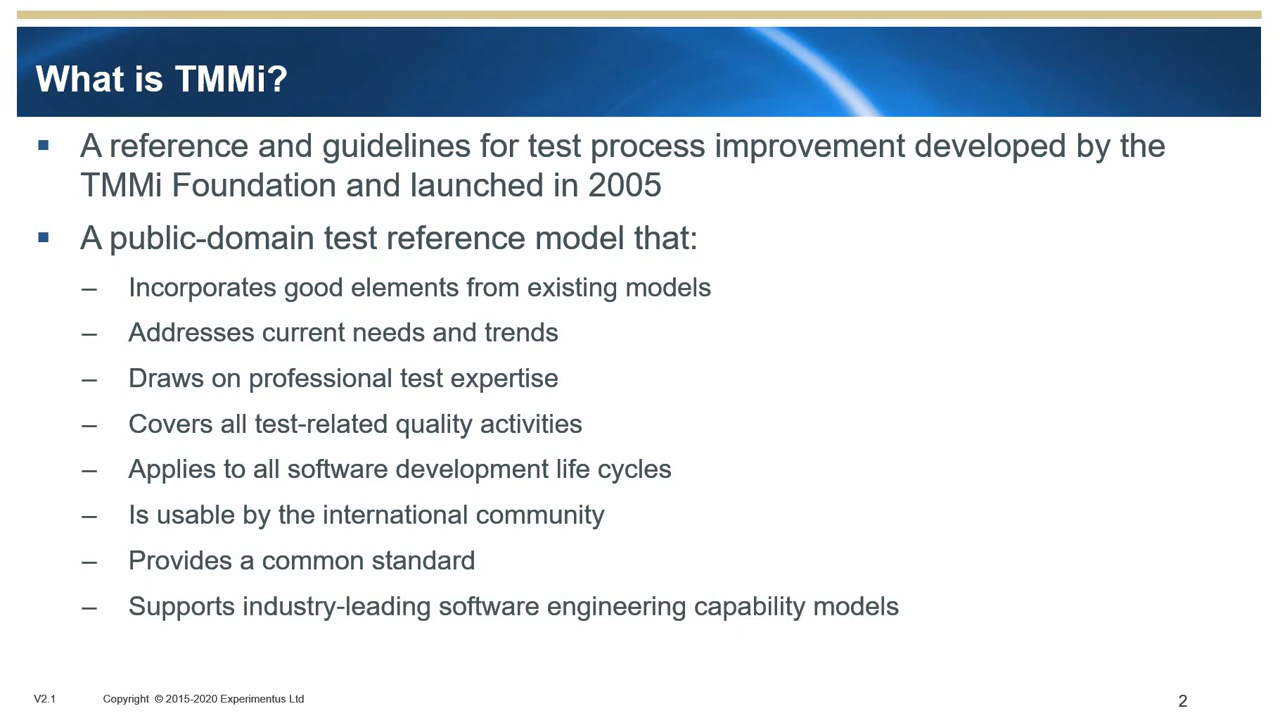 What is TMMi?
▪ A reference and guidelines for test process improvement developed by the
TMMi Foundation and launched in 2005
▪ A public-domain test reference model that:
– Incorporates good elements from existing models
– Addresses current needs and trends
– Draws on professional test expertise
– Covers all test-related quality activities
– Applies to all software development life cycles
– Is usable by the international community
– Provides a common standard
– Supports industry-leading software engineering capability models
V2.1 Copyright © 2015-2020 Experimentus Ltd 2